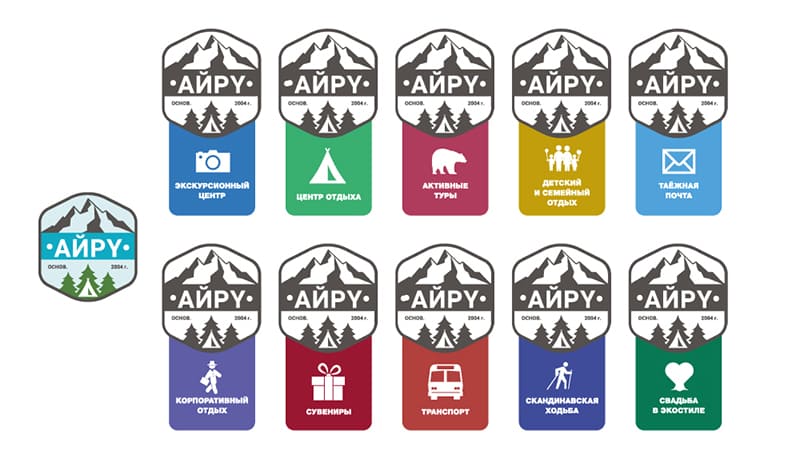 ·АЙРУ·
ОСНОВ. 2004 г.
·АЙРУ·
ОСНОВ. 2004 г.
ЭКСКУРСИОННЫЙ
ЦЕНТР
·АЙРУ·
ОСНОВ. 2004 г.
ЦЕНТР ОТДЫХА
·АЙРУ·
ОСНОВ. 2004 г.
АКТИВНЫЕ
ТУРЫ
·АЙРУ·
ОСНОВ. 2004 г.
ДЕТСКИЙ
И СЕМЕЙНЫЙ
ОТДЫХ
·АЙРУ·
ОСНОВ. 2004 г.
ТАЁЖНАЯ
ПОЧТА
·АЙРУ·
ОСНОВ. 2004 г.
КОРПОРАТИВНЫЙ
ОТДЫХ
·АЙРУ·
ОСНОВ. 2004 г.
СУВЕНИРЫ
·АЙРУ·
ОСНОВ. 2004 г.
ТРАНСПОРТ
·АЙРУ·
ОСНОВ. 2004 г.
СКАНДИНАВСКАЯ
ХОДЬБА
·АЙРУ·
ОСНОВ. 2004 г.
СВАДЬБА
В ЭКОСТИЛЕ